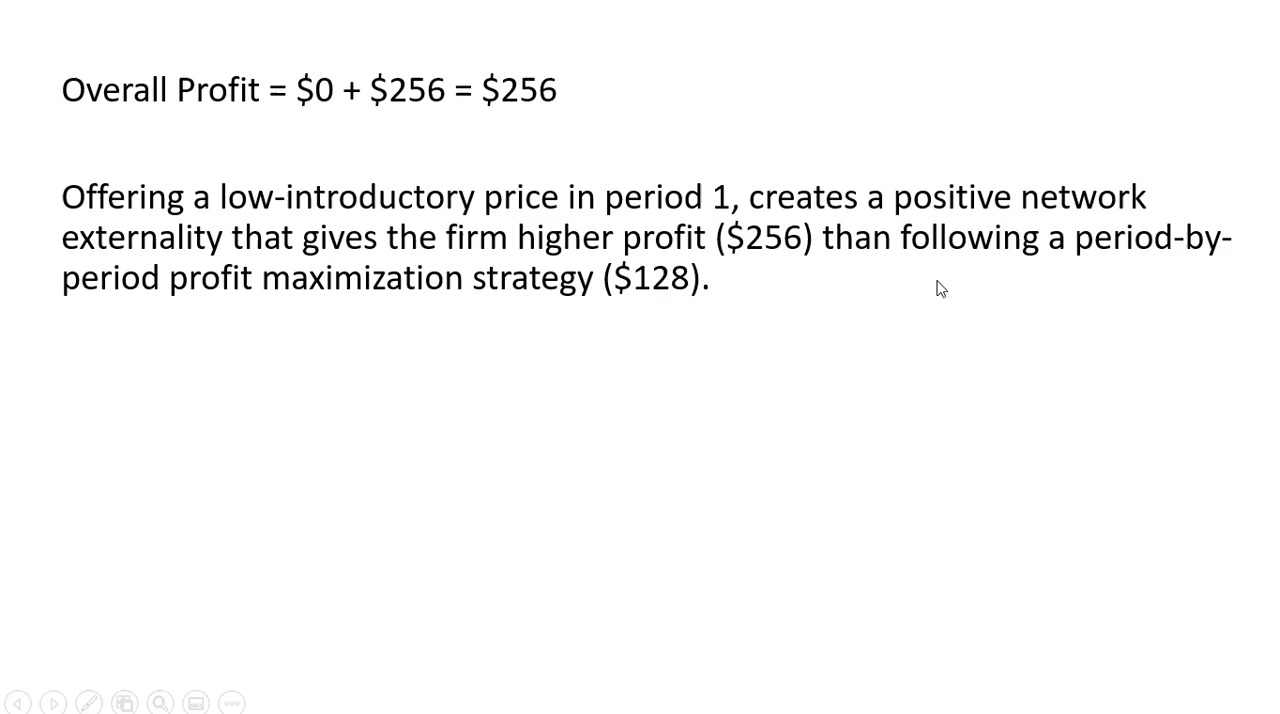 Overall Profit = $0 + $256 = $256
Offering a low-introductory price in period 1, creates a positive network
externality that gives the firm higher profit ($256) than following a period-by-
period profit maximization strategy ($128).